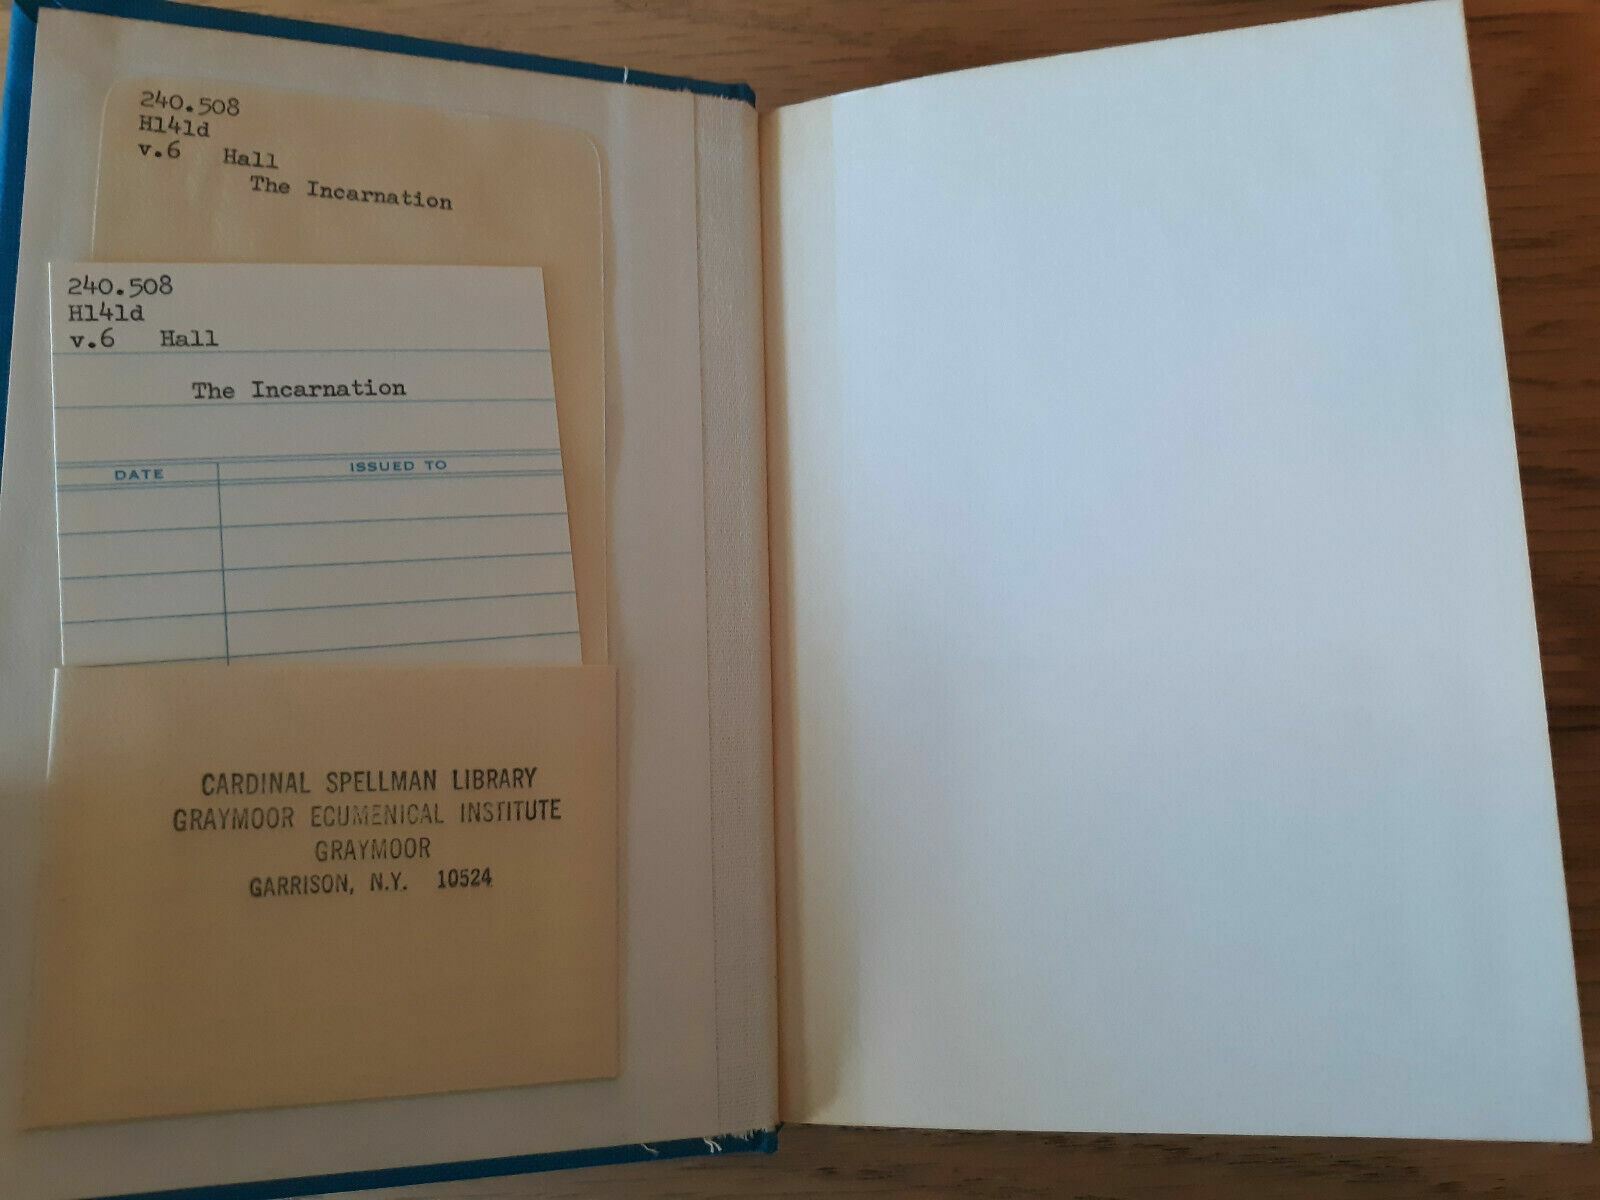 240.508
H141d
v.6 Hall
The Incarnation
240.508
H141d
v.6 Hall
The Incarnation
DATE ISSUED TO
CARDINAL SPELLMAN LIBRARY
GRAYMOOR ECUMENICAL INSTITUTE
GRAYMOOR
GARRISON, N.Y. 10524